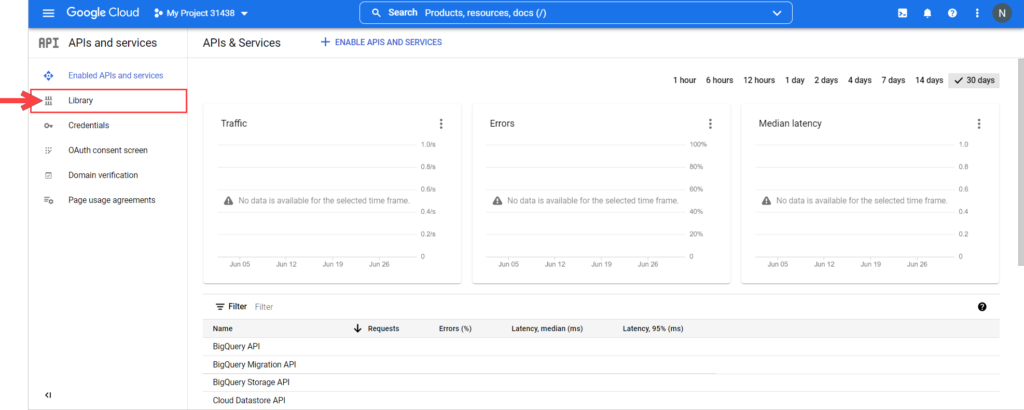 Google Cloud My Project 31438 Search Products, resources, docs (/) N
API APIs and services
APIs & Services + ENABLE APIS AND SERVICES
Enabled APIs and services
Library
Credentials
OAuth consent screen
Domain verification
Page usage agreements
1 hour 6 hours 12 hours 1 day 2 days 4 days 7 days 14 days 30 days
Traffic
1.0/s
0.8/s
0.6/s
No data is available for the selected time frame.
0.4/s
0.2/s
0
Jun 05 Jun 12 Jun 19 Jun 26
Errors
100%
80%
60%
No data is available for the selected time frame.
40%
20%
0
Jun 05 Jun 12 Jun 19 Jun 26
Median latency
1.0
0.8
0.6
No data is available for the selected time frame.
0.4
0.2
0
Jun 05 Jun 12 Jun 19 Jun 26
Filter Filter
Name Requests Errors (%) Latency, median (ms) Latency, 95% (ms)
BigQuery API
BigQuery Migration API
BigQuery Storage API
Cloud Datastore API